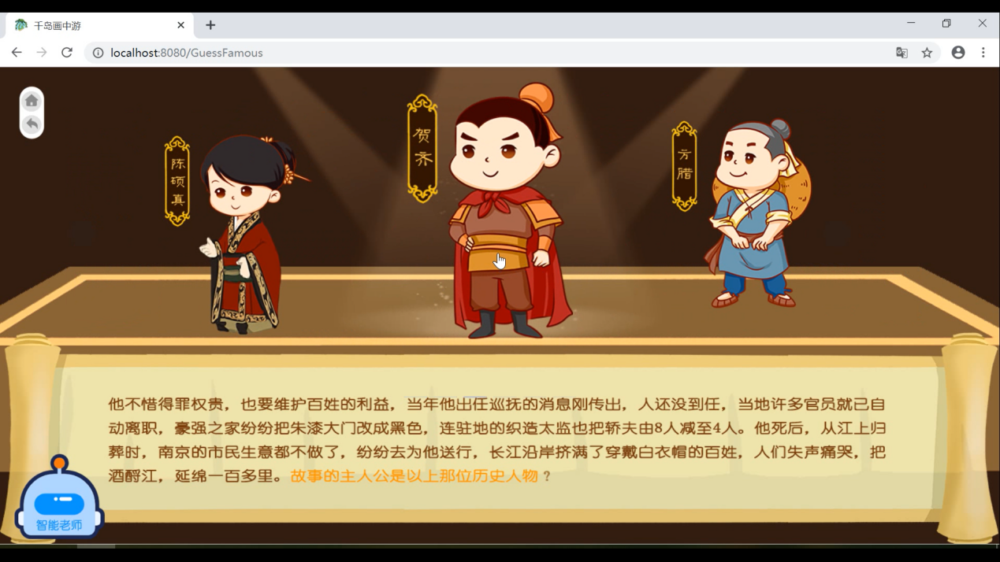 千岛画中游
localhost:8080/GuessFamous
陈硕真
贺齐
方腊
他不惜得罪权贵，也要维护百姓的利益，当年他出任巡抚的消息刚传出，人还没到任，当地许多官员就已自
动离职，豪强之家纷纷把朱漆大门改成黑色，连驻地的织造太监也把轿夫由8人减至4人。他死后，从江上归
葬时，南京的市民生意都不做了，纷纷去为他送行，长江沿岸挤满了穿戴白衣帽的百姓，人们失声痛哭，把
酒酹江，延绵一百多里。故事的主人公是以上那位历史人物？
智能老师